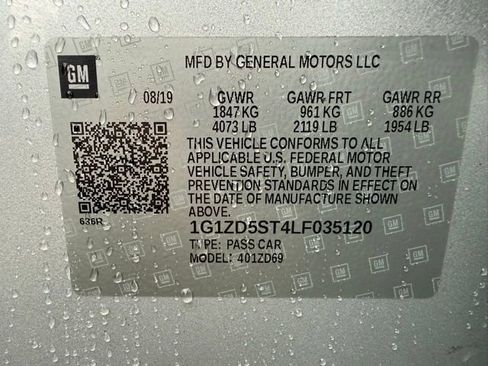 GM
MFD BY GENERAL MOTORS LLC
08/19 GVWR GAWR FRT GAWR RR
1847 KG 961 KG 886 KG
4073 LB 2119 LB 1954 LB
THIS VEHICLE CONFORMS TO ALL
APPLICABLE U.S. FEDERAL MOTOR
VEHICLE SAFETY, BUMPER, AND THEFT
PREVENTION STANDARDS IN EFFECT ON
THE DATE OF MANUFACTURE SHOWN
ABOVE.
636R
1G1ZD5ST4LF035120
TYPE: PASS CAR
MODEL: 401ZD69